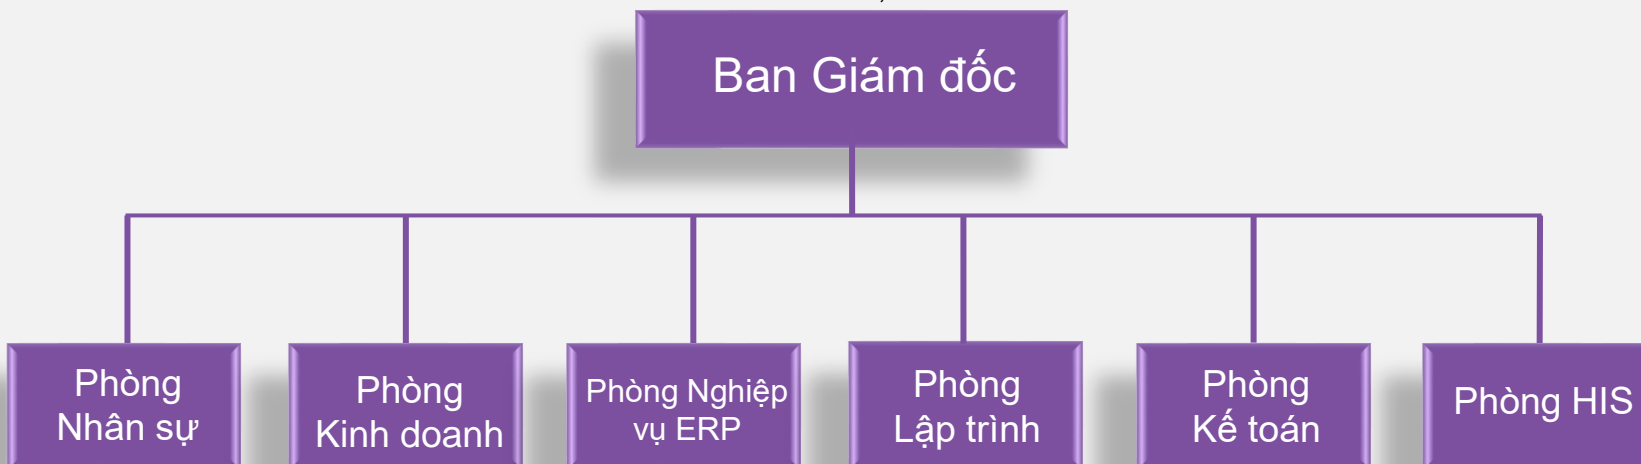 Ban Giám đốc
Phòng
Nhân sự
Phòng
Kinh doanh
Phòng Nghiệp
vụ ERP
Phòng
Lập trình
Phòng
Kế toán
Phòng HIS